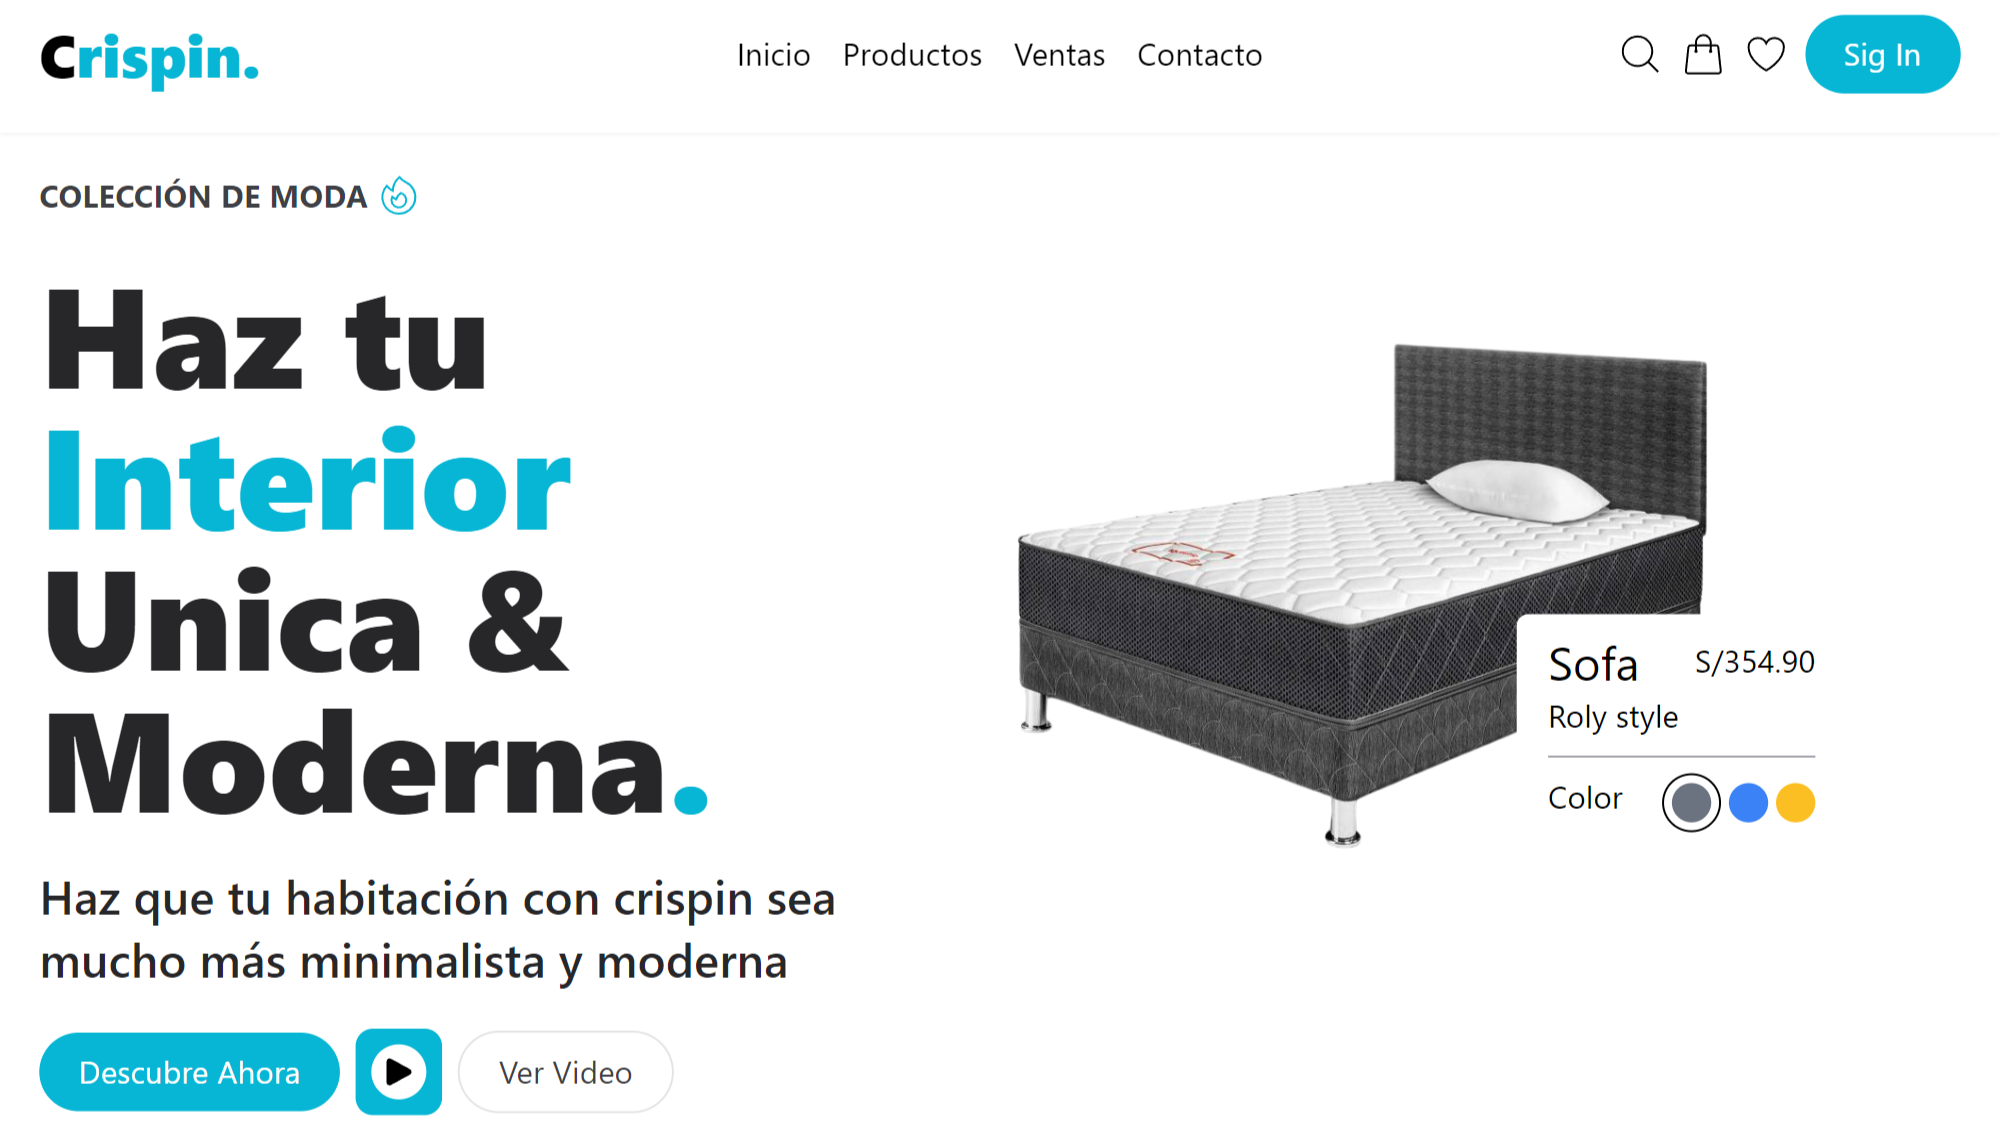 Crispin.
Inicio Productos Ventas Contacto
Sig In
COLECCIÓN DE MODA
Haz tu
Interior
Unica &
Moderna.
Haz que tu habitación con crispin sea
mucho más minimalista y moderna
Descubre Ahora
Ver Video
Sofa S/354.90
Roly style
Color